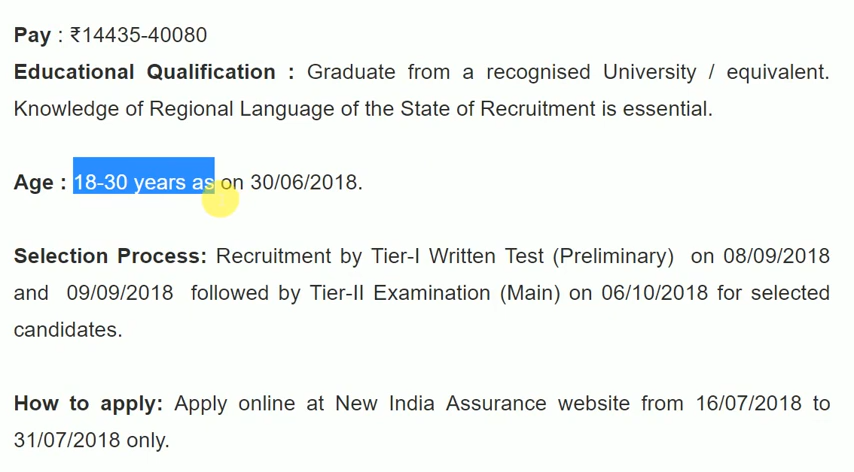 Pay : ₹14435-40080
Educational Qualification : Graduate from a recognised University / equivalent.
Knowledge of Regional Language of the State of Recruitment is essential.
Age : 18-30 years as on 30/06/2018.
Selection Process: Recruitment by Tier-I Written Test (Preliminary) on 08/09/2018
and 09/09/2018 followed by Tier-II Examination (Main) on 06/10/2018 for selected
candidates.
How to apply: Apply online at New India Assurance website from 16/07/2018 to
31/07/2018 only.